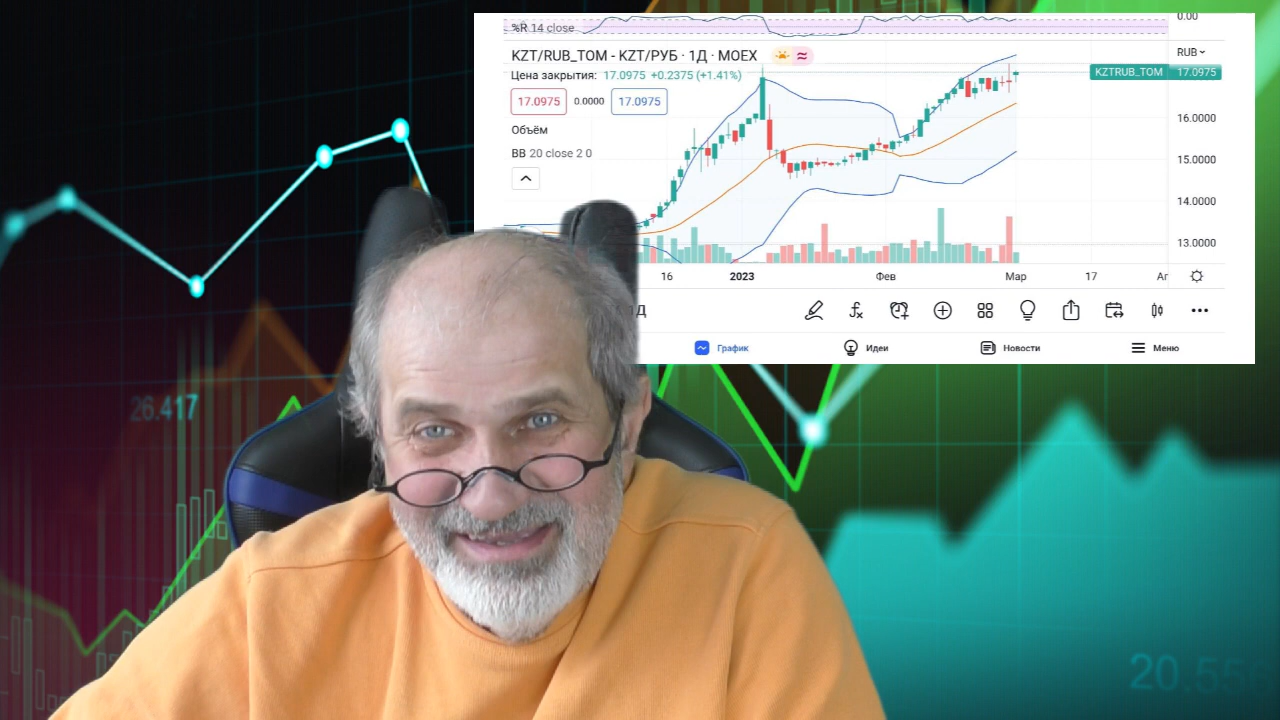 %R 14 close
0.00
KZT/RUB_TOM - KZT/РУБ · 1Д · MOEX
RUB
Цена закрытия: 17.0975 +0.2375 (+1.41%)
KZTRUB_TOM 17.0975
17.0975 0.0000 17.0975
16.0000
Объём
BB 20 close 2 0
15.0000
14.0000
13.0000
16 2023 Фев Мар 17 Ап
Д
График Идеи Новости Меню
26.417
20.556